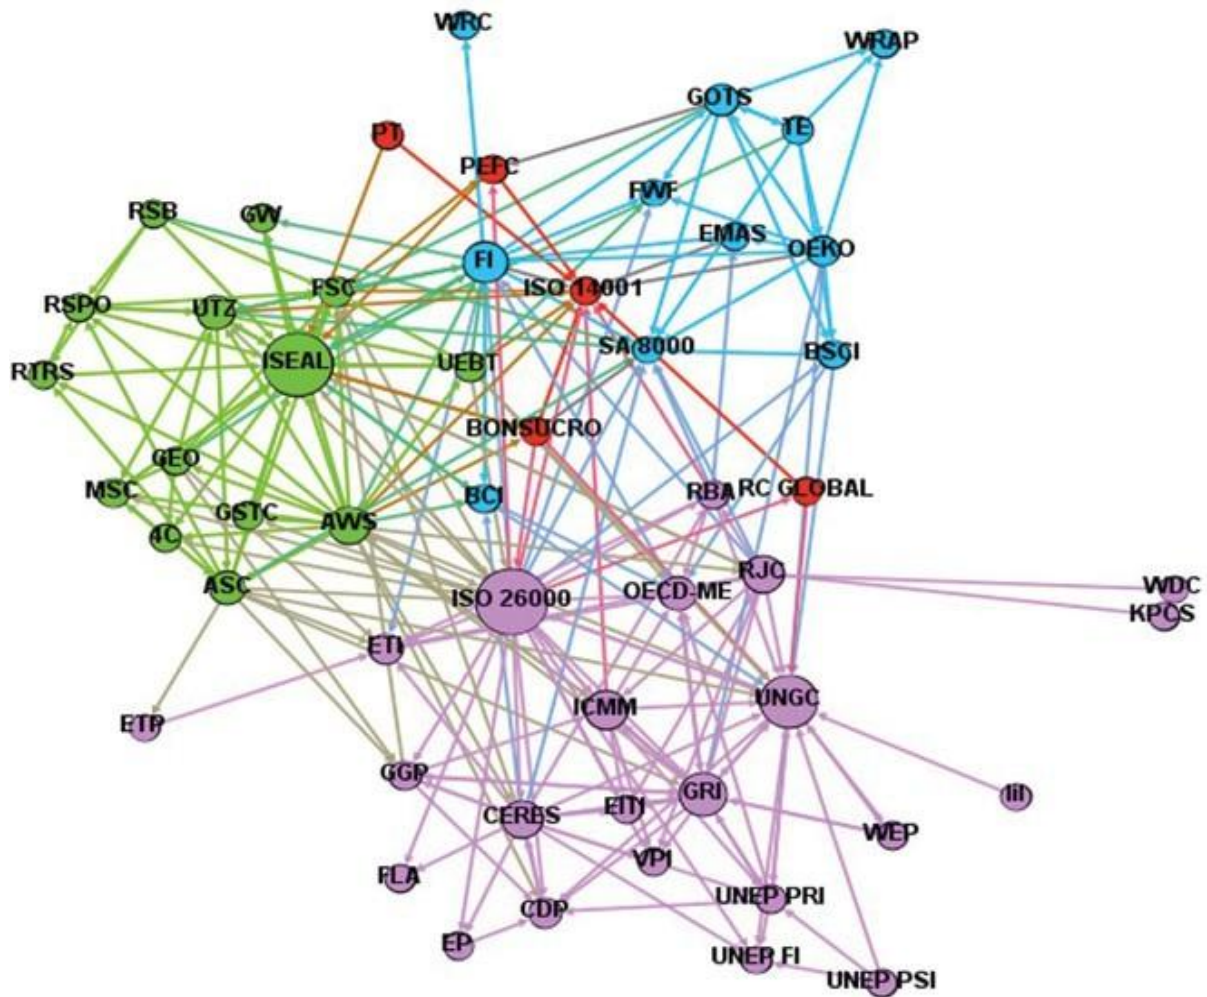 WRC
WRAP
GOTS
TE
PT
PEFC
FWF
RSB
GW
EMAS
OEKO
FI
FSC
ISO 14001
RSPO
UTZ
SA 8000
BSCI
ISEAL
UEBT
RTRS
BONSUCRO
GEO
MSC
BCI
RBA
RC GLOBAL
GSTC
AWS
4C
ASC
ISO 26000
OECD-ME
RJC
WDC
KPCS
ETI
UNGC
ICMM
ETP
GGP
GRI
EITI
CERES
IiI
WEP
VPI
FLA
UNEP PRI
CDP
EP
UNEP FI
UNEP PSI